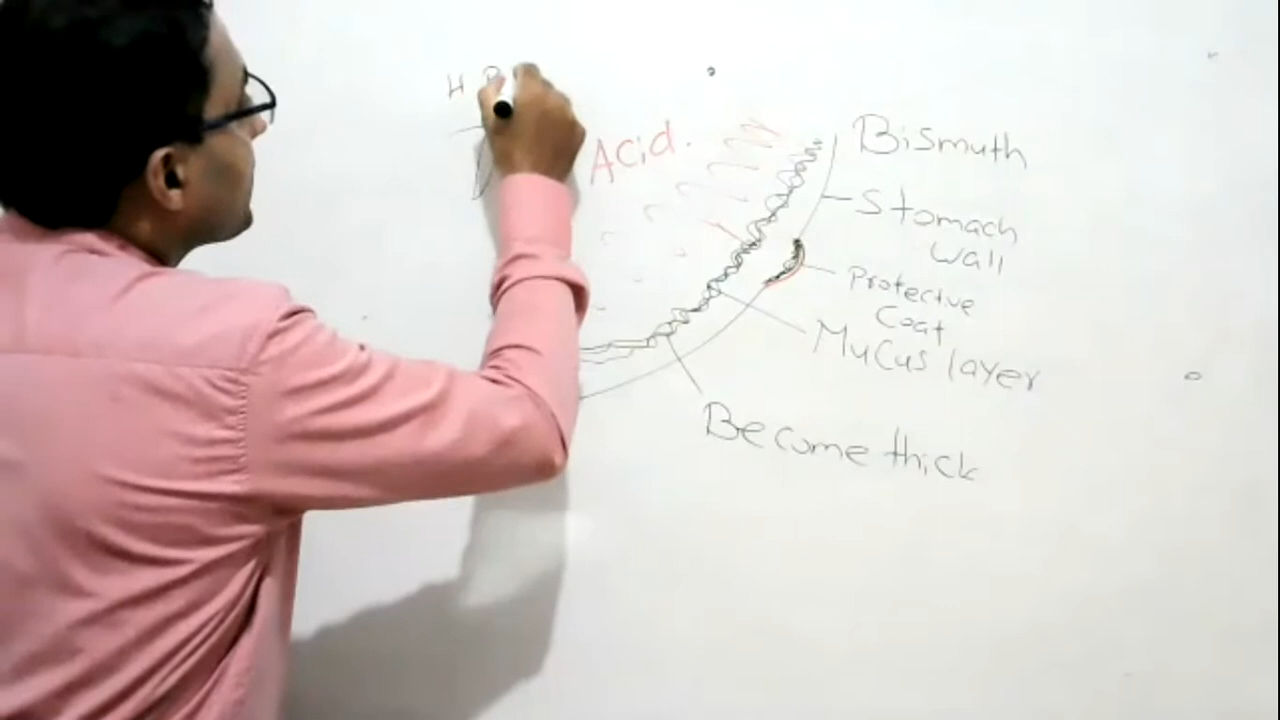 H P
Acid.
Bismuth
Stomach
wall
Protective
Coat
Mucus layer
Become thick